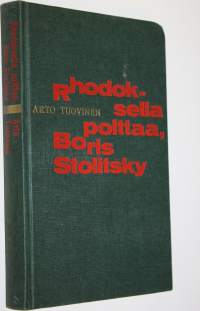 Rhodok-
sella
ARTO TUOVINEN
polttaa,
Boris
Stolitsky